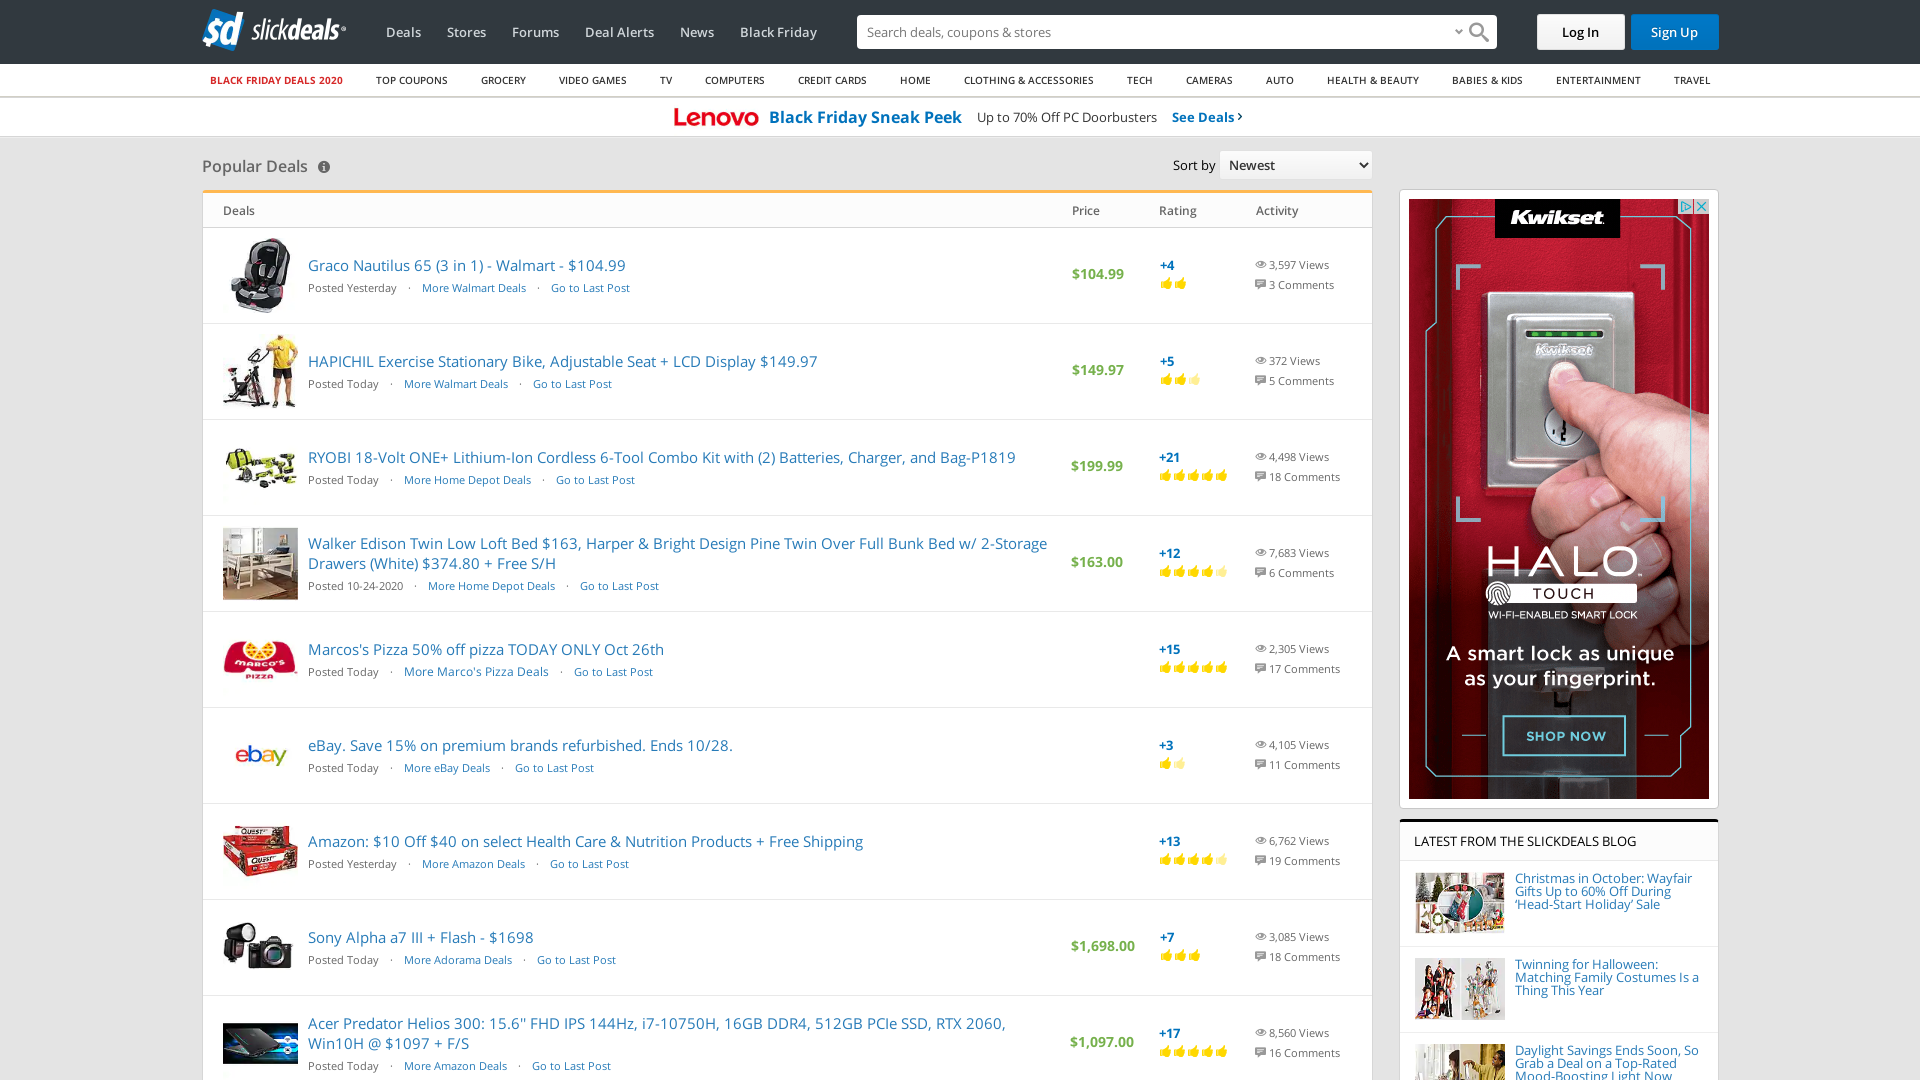 slickdeals
Deals
Stores
Forums
Deal Alerts
News
Black Friday
Search deals, coupons & stores
Log In
Sign Up
BLACK FRIDAY DEALS 2020
TOP COUPONS
GROCERY
VIDEO GAMES
TV
COMPUTERS
CREDIT CARDS
HOME
CLOTHING & ACCESSORIES
TECH
CAMERAS
AUTO
HEALTH & BEAUTY
BABIES & KIDS
ENTERTAINMENT
TRAVEL
Lenovo Black Friday Sneak Peek Up to 70% Off PC Doorbusters See Deals
Popular Deals
Sort by Newest
Deals Price Rating Activity
Graco Nautilus 65 (3 in 1) - Walmart - $104.99
Posted Yesterday · More Walmart Deals · Go to Last Post
$104.99
+4
3,597 Views
3 Comments
HAPICHIL Exercise Stationary Bike, Adjustable Seat + LCD Display $149.97
Posted Today · More Walmart Deals · Go to Last Post
$149.97
+5
372 Views
5 Comments
RYOBI 18-Volt ONE+ Lithium-Ion Cordless 6-Tool Combo Kit with (2) Batteries, Charger, and Bag-P1819
Posted Today · More Home Depot Deals · Go to Last Post
$199.99
+21
4,498 Views
18 Comments
Walker Edison Twin Low Loft Bed $163, Harper & Bright Design Pine Twin Over Full Bunk Bed w/ 2-Storage
Drawers (White) $374.80 + Free S/H
Posted 10-24-2020 · More Home Depot Deals · Go to Last Post
$163.00
+12
7,683 Views
6 Comments
MARCO'S
PIZZA
Marcos's Pizza 50% off pizza TODAY ONLY Oct 26th
Posted Today · More Marco's Pizza Deals · Go to Last Post
+15
2,305 Views
17 Comments
ebay
eBay. Save 15% on premium brands refurbished. Ends 10/28.
Posted Today · More eBay Deals · Go to Last Post
+3
4,105 Views
11 Comments
QUEST
Amazon: $10 Off $40 on select Health Care & Nutrition Products + Free Shipping
Posted Yesterday · More Amazon Deals · Go to Last Post
+13
6,762 Views
19 Comments
Sony Alpha a7 III + Flash - $1698
Posted Today · More Adorama Deals · Go to Last Post
$1,698.00
+7
3,085 Views
18 Comments
Acer Predator Helios 300: 15.6" FHD IPS 144Hz, i7-10750H, 16GB DDR4, 512GB PCIe SSD, RTX 2060,
Win10H @ $1097 + F/S
Posted Today · More Amazon Deals · Go to Last Post
$1,097.00
+17
8,560 Views
16 Comments
Kwikset
Kwikset
HALO
TOUCH
WI-FI-ENABLED SMART LOCK
A smart lock as unique
as your fingerprint.
SHOP NOW
LATEST FROM THE SLICKDEALS BLOG
Christmas in October: Wayfair
Gifts Up to 60% Off During
‘Head-Start Holiday’ Sale
Twinning for Halloween:
Matching Family Costumes Is a
Thing This Year
Daylight Savings Ends Soon, So
Grab a Deal on a Top-Rated
Mood-Boosting Light Now